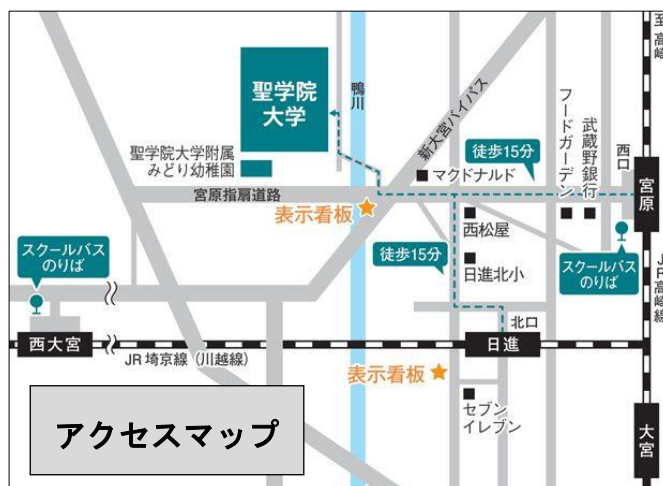 至高崎
聖学院
大学
鴨川
新大宮バイパス
フードガーデン
武蔵野銀行
西口
宮原
聖学院大学附属
みどり幼稚園
徒歩15分
マクドナルド
宮原指扇道路
表示看板
西松屋
スクールバス
のりば
徒歩15分
日進北小
スクールバス
のりば
JR高崎線
北口
西大宮
日進
JR 埼京線（川越線）
表示看板
セブン
イレブン
大宮
アクセスマップ